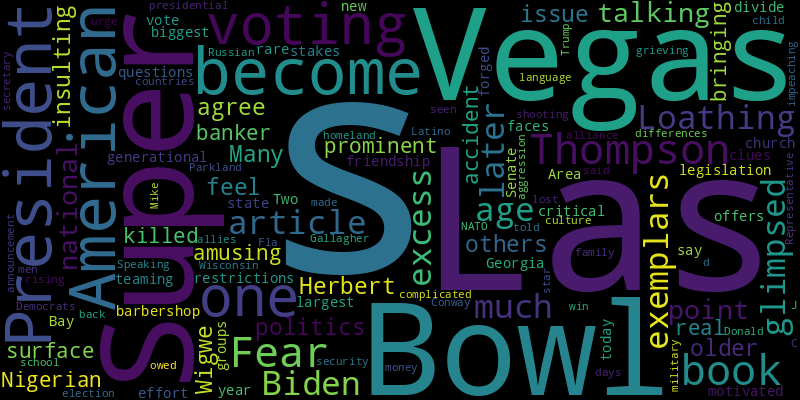 presidential
new
divide
vote
biggest
voting
issue
talking
child
urge
President
insulting
American
Super
Russian
rare
stakes
Vegas
Trump
grieving
bringing
impeaching
secretary
questions
countries
become
language
forged
seen
shooting
Loathing
agree
banker
accident
later
faces
differences
national
homeland
Latino
prominent
Thompson
alliance
church
clues
generational
Many
friendship
Senate
aggression
said
Parkland
S
Las
Area
legislation
feel
Mike
state
Two
made
excess
age
lost
critical
exemplars
offers
glimpsed
Representative
article
others
NATO
told
culture
killed
allies
Fla
Gallagher
Georgia
family
say
d
announcement
men
Speaking
Wisconsin
amusing
teaming
restrictions
Herbert
largest
complicated
star
rising
Democrats
barbershop
one
Conway
much
win
point
J
Bay
back
politics
Bowl
real
Donald
surface
Wigwe
groups
Fear
today
older
C
school
owed
security
book
Nigerian
election
effort
year
Biden
money
days
military
motivated